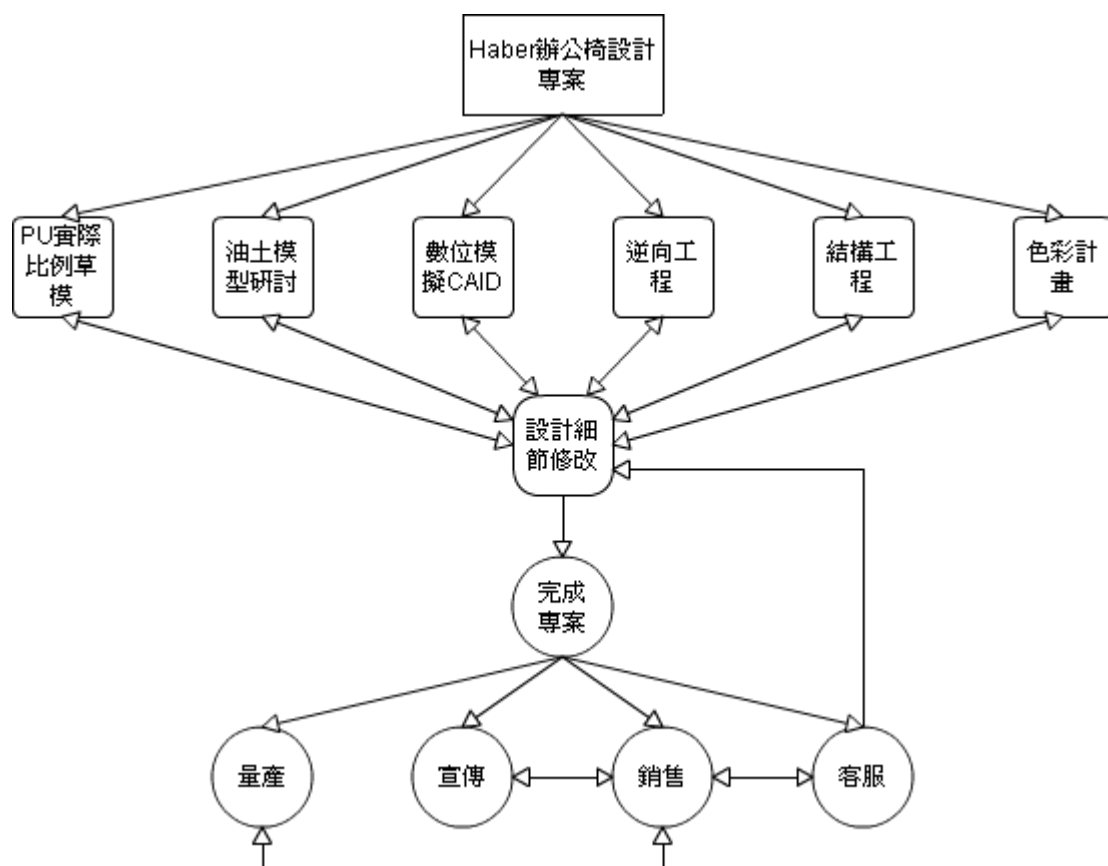 Haber辦公椅設計
專案
PU實際
比例草
模
油土模
型研討
數位模
擬CAID
逆向工
程
結構工
程
色彩計
畫
設計細
節修改
完成
專案
量產
宣傳
銷售
客服